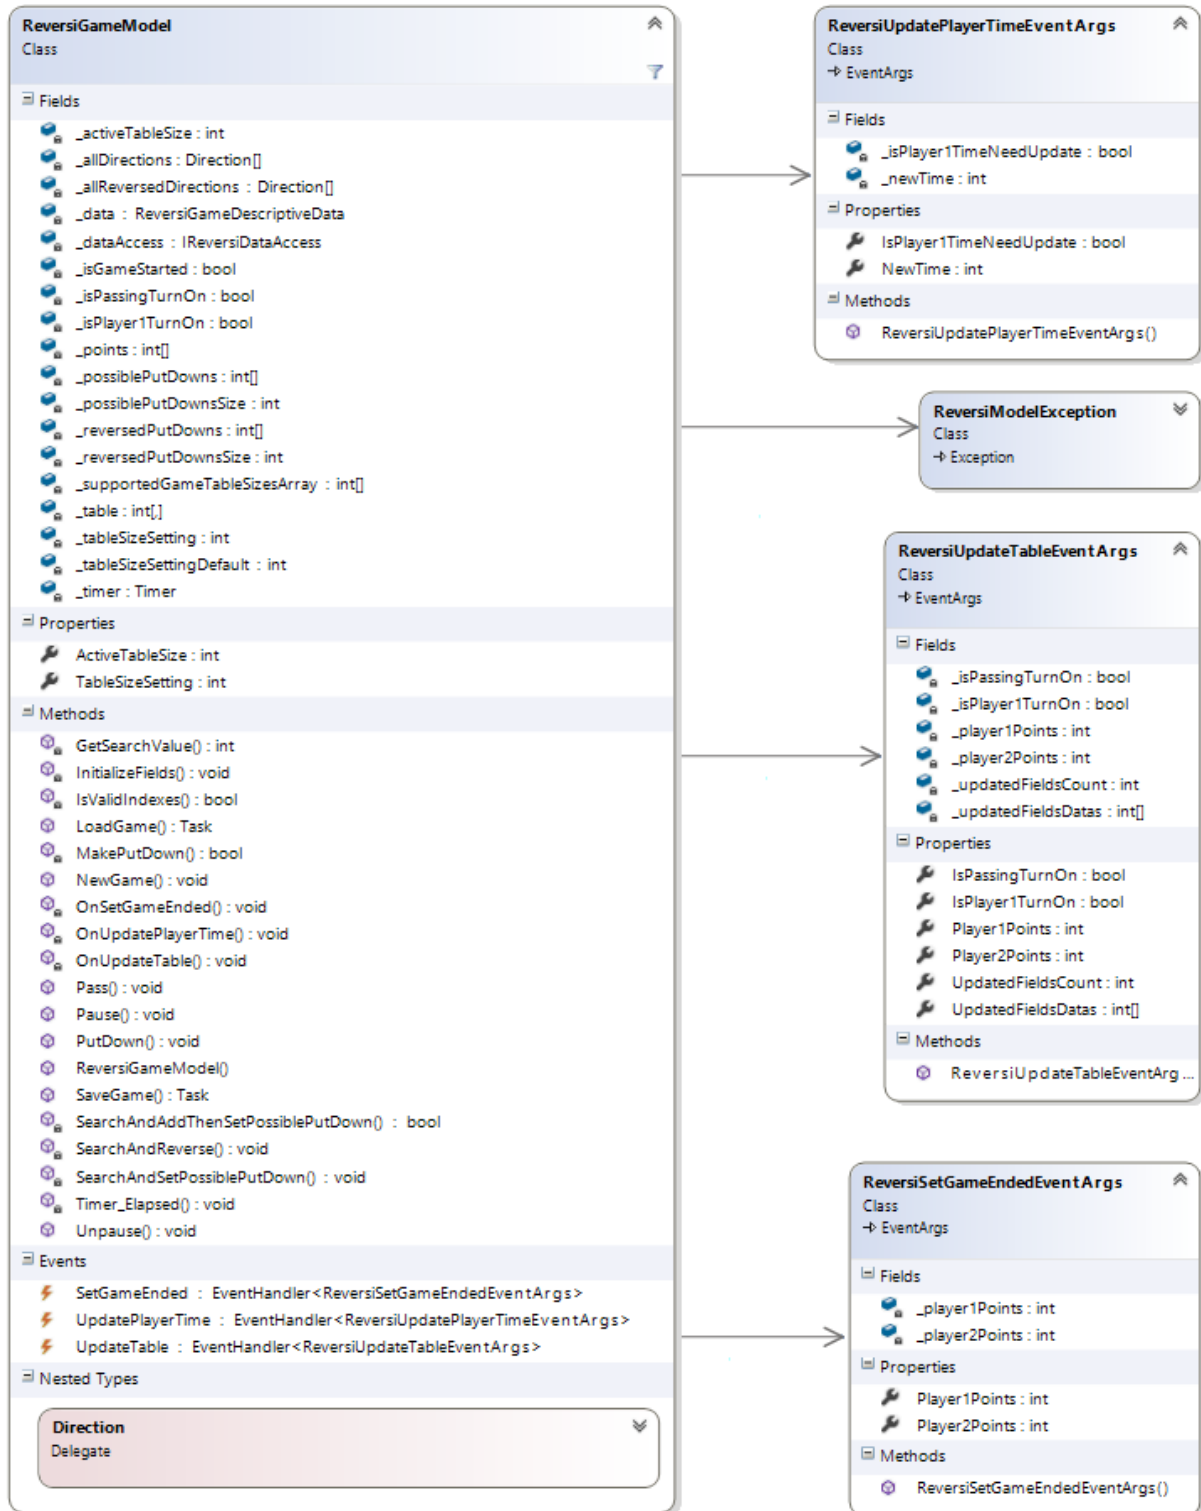 ReversiGameModel
Class
Fields
_activeTableSize : int
_allDirections : Direction[]
_allReversedDirections : Direction[]
_data : ReversiGameDescriptiveData
_dataAccess : IReversiDataAccess
_isGameStarted : bool
_isPassingTurnOn : bool
_isPlayer1TurnOn : bool
_points : int[]
_possiblePutDowns : int[]
_possiblePutDownsSize : int
_reversedPutDowns : int[]
_reversedPutDownsSize : int
_supportedGameTableSizesArray : int[]
_table : int[,]
_tableSizeSetting : int
_tableSizeSettingDefault : int
_timer : Timer
Properties
ActiveTableSize : int
TableSizeSetting : int
Methods
GetSearchValue() : int
InitializeFields() : void
IsValidIndexes() : bool
LoadGame() : Task
MakePutDown() : bool
NewGame() : void
OnSetGameEnded() : void
OnUpdatePlayerTime() : void
OnUpdateTable() : void
Pass() : void
Pause() : void
PutDown() : void
ReversiGameModel()
SaveGame() : Task
SearchAndAddThenSetPossiblePutDown() : bool
SearchAndReverse() : void
SearchAndSetPossiblePutDown() : void
Timer_Elapsed() : void
Unpause() : void
Events
SetGameEnded : EventHandler<ReversiSetGameEndedEventArgs>
UpdatePlayerTime : EventHandler<ReversiUpdatePlayerTimeEventArgs>
UpdateTable : EventHandler<ReversiUpdateTableEventArgs>
Nested Types
Direction
Delegate
ReversiUpdatePlayerTimeEventArgs
Class
EventArgs
Fields
_isPlayer1TimeNeedUpdate : bool
_newTime : int
Properties
IsPlayer1TimeNeedUpdate : bool
NewTime : int
Methods
ReversiUpdatePlayerTimeEventArgs()
ReversiModelException
Class
Exception
ReversiUpdateTableEventArgs
Class
EventArgs
Fields
_isPassingTurnOn : bool
_isPlayer1TurnOn : bool
_player1Points : int
_player2Points : int
_updatedFieldsCount : int
_updatedFieldsDatas : int[]
Properties
IsPassingTurnOn : bool
IsPlayer1TurnOn : bool
Player1Points : int
Player2Points : int
UpdatedFieldsCount : int
UpdatedFieldsDatas : int[]
Methods
ReversiUpdateTableEventArg...
ReversiSetGameEndedEventArgs
Class
EventArgs
Fields
_player1Points : int
_player2Points : int
Properties
Player1Points : int
Player2Points : int
Methods
ReversiSetGameEndedEventArgs()